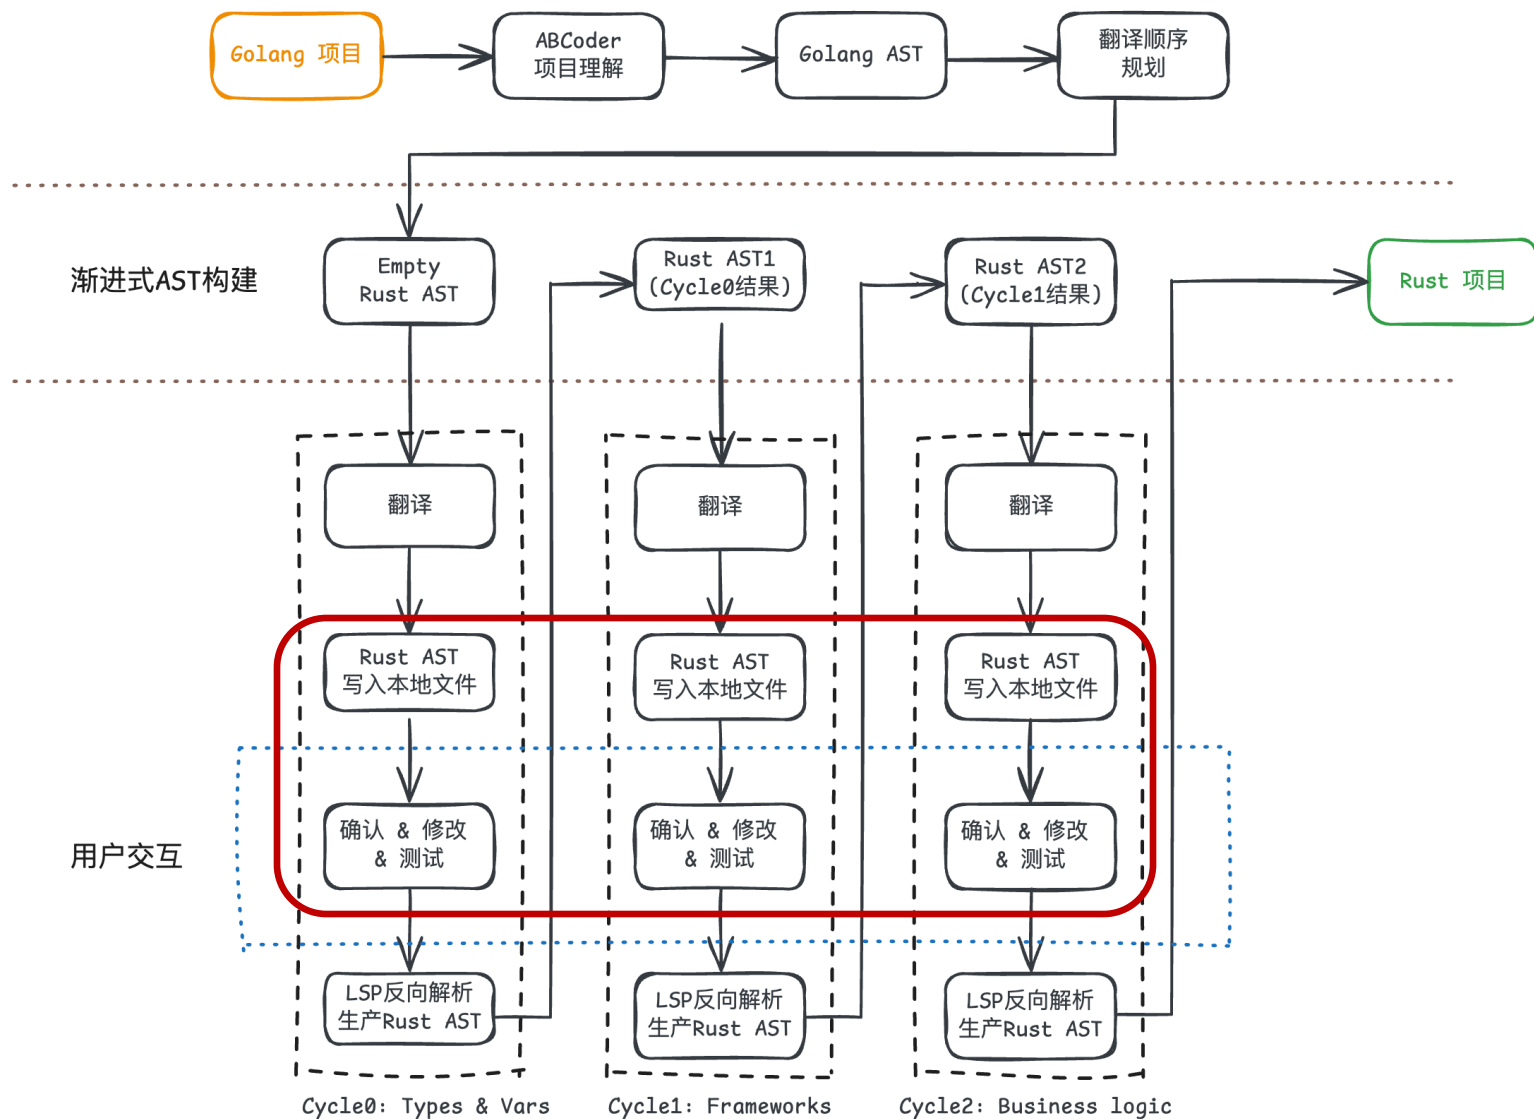 Golang 项目
ABCoder
项目理解
Golang AST
翻译顺序
规划
渐进式AST构建
Empty
Rust AST
Rust AST1
(Cycle0结果)
Rust AST2
(Cycle1结果)
Rust 项目
翻译
翻译
翻译
Rust AST
写入本地文件
Rust AST
写入本地文件
Rust AST
写入本地文件
用户交互
确认 & 修改
& 测试
确认 & 修改
& 测试
确认 & 修改
& 测试
LSP反向解析
生产Rust AST
LSP反向解析
生产Rust AST
LSP反向解析
生产Rust AST
Cycle0: Types & Vars
Cycle1: Frameworks
Cycle2: Business logic